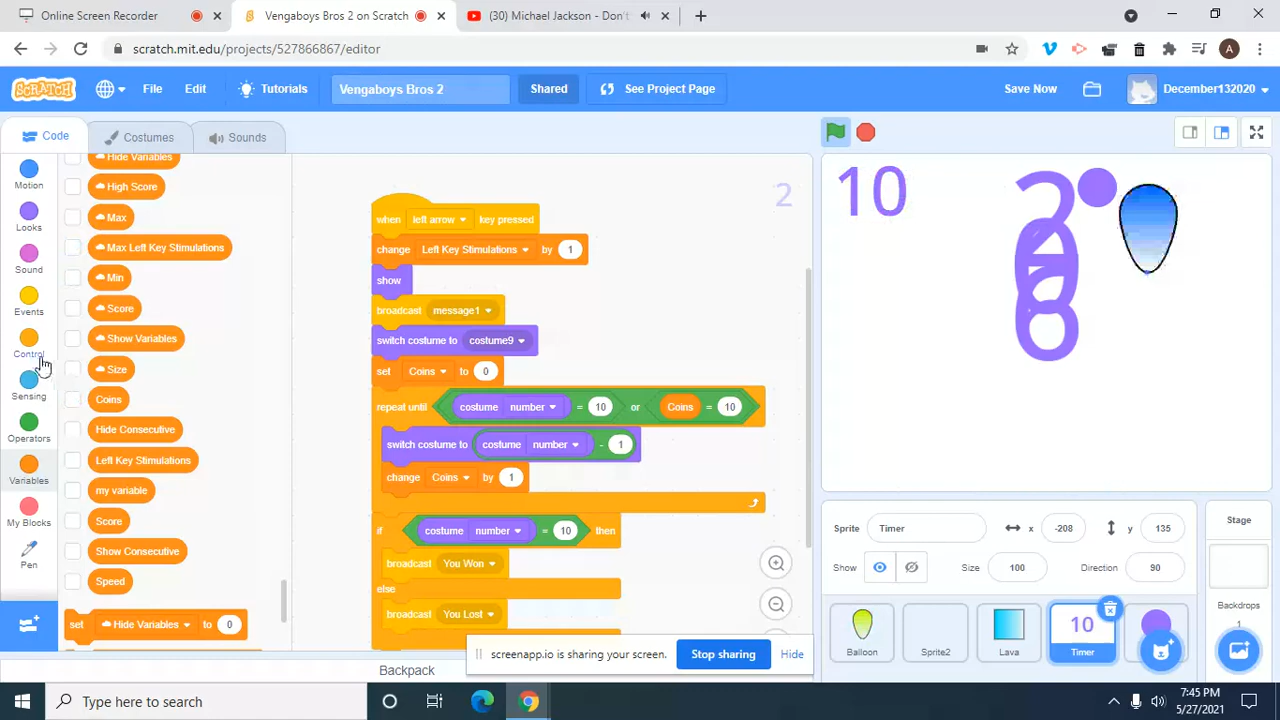 Online Screen Recorder
Vengaboys Bros 2 on Scratch
(30) Michael Jackson - Don't
scratch.mit.edu/projects/527866867/editor
A
SCRATCH
File
Edit
Tutorials
Vengaboys Bros 2
Shared
See Project Page
Save Now
December132020
Code
Costumes
Sounds
Motion
Looks
Sound
Events
Control
Sensing
Operators
Variables
My Blocks
Pen
Hide Variables
High Score
Max
Max Left Key Stimulations
Min
Score
Show Variables
Size
Coins
Hide Consecutive
Left Key Stimulations
my variable
Score
Show Consecutive
Speed
set Hide Variables to 0
2
when left arrow key pressed
change Left Key Stimulations by 1
show
broadcast message1
switch costume to costume9
set Coins to 0
repeat until costume number = 10 or Coins = 10
switch costume to costume number - 1
change Coins by 1
if costume number = 10 then
broadcast You Won
else
broadcast You Lost
10
2
6
Sprite Timer x -208 y 135
Show Size 100 Direction 90
Balloon
Sprite2
Lava
10
Timer
Stage
Backdrops
1
Backpack
screenapp.io is sharing your screen.
Stop sharing
Hide
Type here to search
7:45 PM
5/27/2021